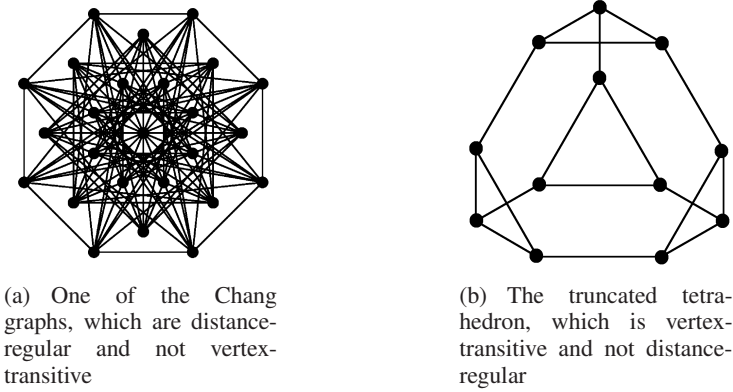 (a) One of the Chang
graphs, which are distance-
regular and not vertex-
transitive
(b) The truncated tetra-
hedron, which is vertex-
transitive and not distance-
regular